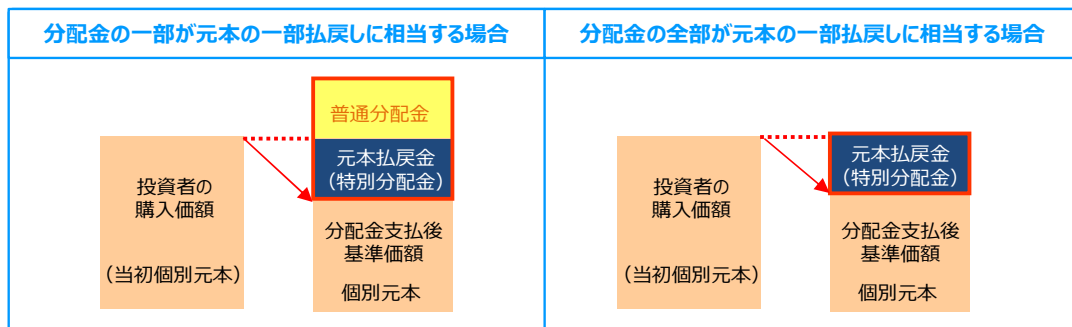 分配金の一部が元本の一部払戻しに相当する場合
分配金の全部が元本の一部払戻しに相当する場合
普通分配金
元本払戻金
(特別分配金)
投資者の
購入価額
(当初個別元本)
分配金支払後
基準価額
個別元本
元本払戻金
(特別分配金)
投資者の
購入価額
(当初個別元本)
分配金支払後
基準価額
個別元本